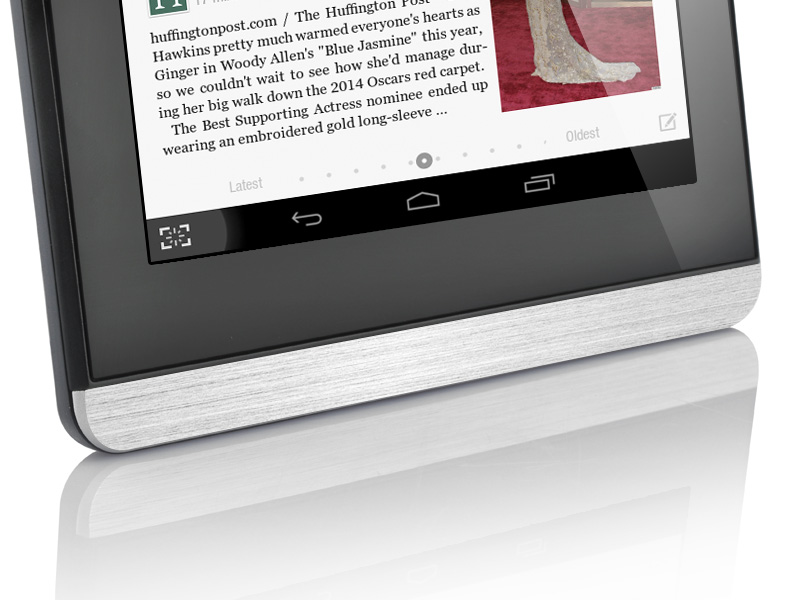 huffingtonpost.com / The Huffington Post
Hawkins pretty much warmed everyone's hearts as
Ginger in Woody Allen's "Blue Jasmine" this year,
so we couldn't wait to see how she'd manage dur-
ing her big walk down the 2014 Oscars red carpet.
The Best Supporting Actress nominee ended up
wearing an embroidered gold long-sleeve ...
Latest
Oldest